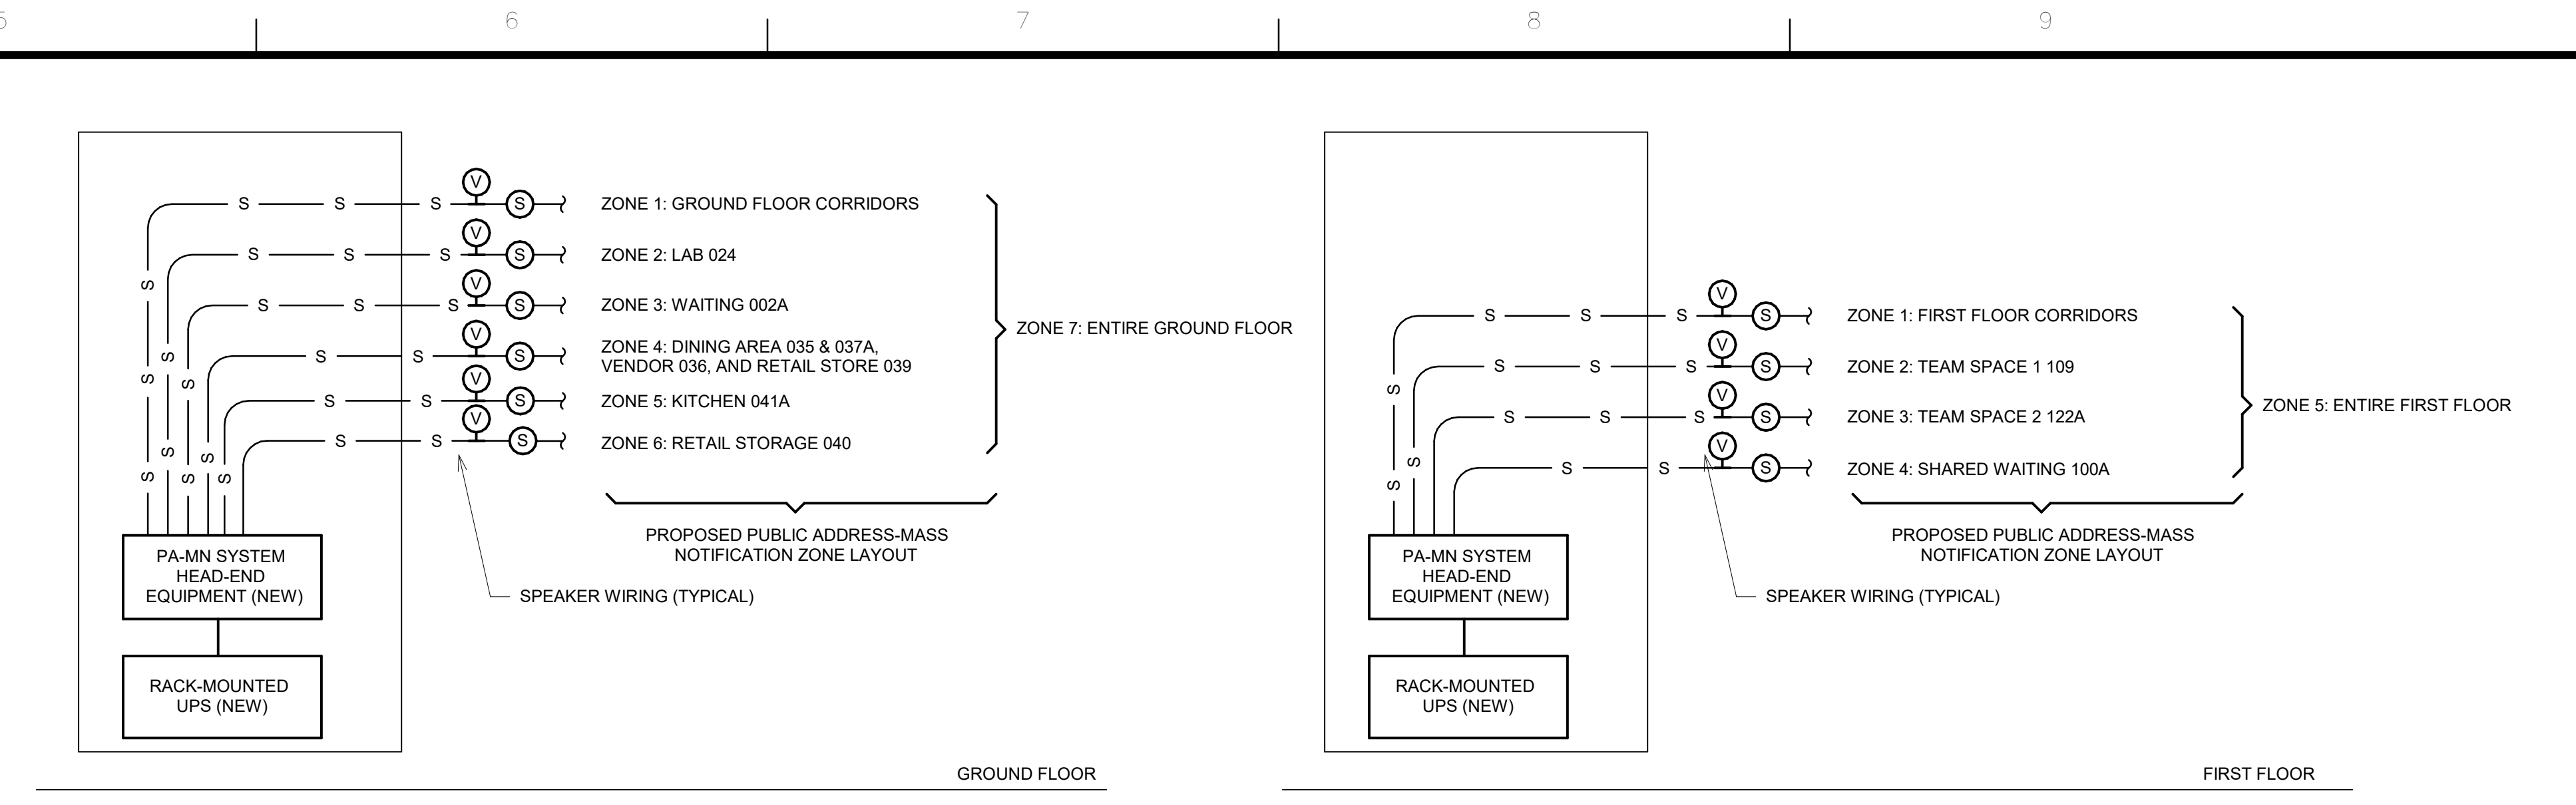 5
6
7
8
9
V
S S S S
ZONE 1: GROUND FLOOR CORRIDORS
V
S S S S
ZONE 2: LAB 024
V
S S S S
ZONE 3: WAITING 002A
V
S S S
ZONE 4: DINING AREA 035 & 037A,
VENDOR 036, AND RETAIL STORE 039
V
S S S
ZONE 5: KITCHEN 041A
V
S S S
ZONE 6: RETAIL STORAGE 040
S
S
S
S
S
S
S
S
S
ZONE 7: ENTIRE GROUND FLOOR
PROPOSED PUBLIC ADDRESS-MASS
NOTIFICATION ZONE LAYOUT
SPEAKER WIRING (TYPICAL)
PA-MN SYSTEM
HEAD-END
EQUIPMENT (NEW)
RACK-MOUNTED
UPS (NEW)
GROUND FLOOR
V
S S S S
ZONE 1: FIRST FLOOR CORRIDORS
V
S S S S
ZONE 2: TEAM SPACE 1 109
V
S S S S
ZONE 3: TEAM SPACE 2 122A
V
S S S
ZONE 4: SHARED WAITING 100A
S
S
S
ZONE 5: ENTIRE FIRST FLOOR
PROPOSED PUBLIC ADDRESS-MASS
NOTIFICATION ZONE LAYOUT
SPEAKER WIRING (TYPICAL)
PA-MN SYSTEM
HEAD-END
EQUIPMENT (NEW)
RACK-MOUNTED
UPS (NEW)
FIRST FLOOR